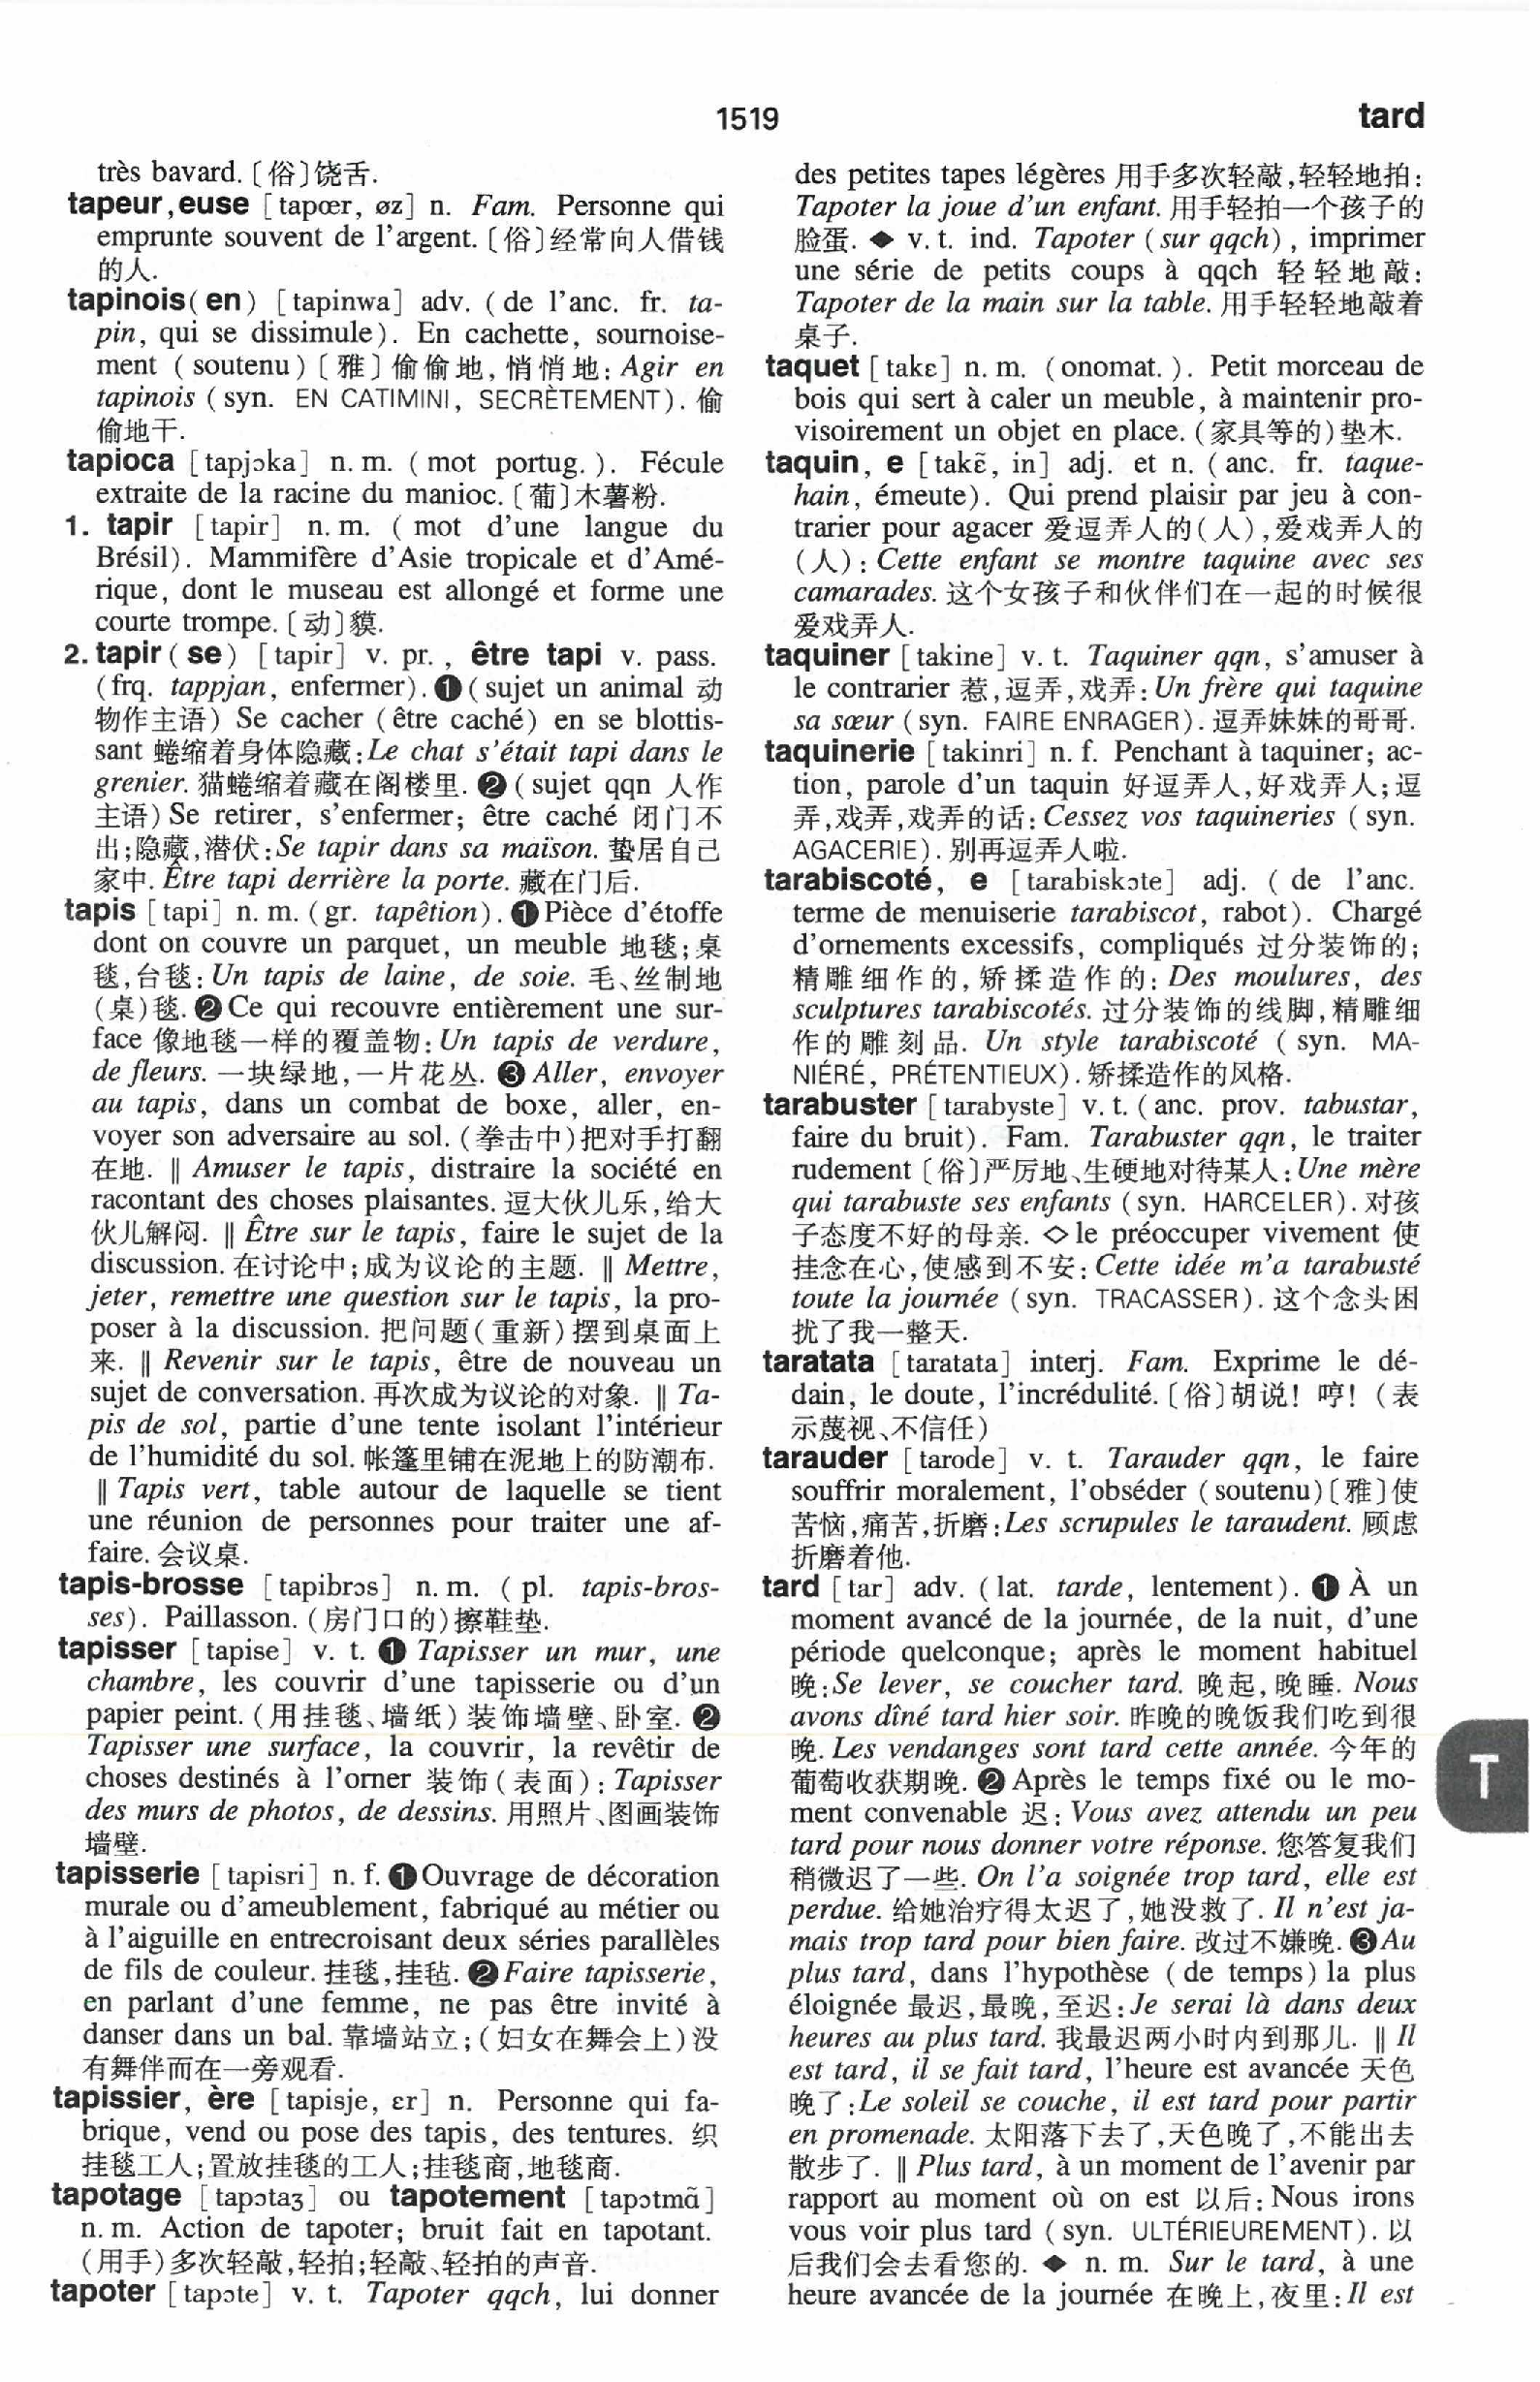 1519
tard
très bavard.〔俗〕饶舌.
tapeur, euse [tapœr, øz] n. Fam. Personne qui
emprunte souvent de l'argent.〔俗〕经常向人借钱
的人.
tapinois(en) [tapinwa] adv. (de l'anc. fr. ta-
pin, qui se dissimule). En cachette, sournoise-
ment (soutenu)〔雅〕偷偷地,悄悄地: Agir en
tapinois (syn. EN CATIMINI, SECRÈTEMENT). 偷
偷地干.
tapioca [tapjɔka] n. m. (mot portug.). Fécule
extraite de la racine du manioc.〔葡〕木薯粉.
1. tapir [tapir] n. m. (mot d'une langue du
Brésil). Mammifère d'Asie tropicale et d'Amé-
rique, dont le museau est allongé et forme une
courte trompe.〔动〕貘.
2. tapir(se) [tapir] v. pr., être tapi v. pass.
(frq. tappjan, enfermer). ❶(sujet un animal 动
物作主语) Se cacher (être caché) en se blottis-
sant 蜷缩着身体隐藏: Le chat s'était tapi dans le
grenier. 猫蜷缩着藏在阁楼里. ❷(sujet qqn 人作
主语) Se retirer, s'enfermer; être caché 闭门不
出;隐藏,潜伏: Se tapir dans sa maïson. 蛰居自己
家中. Être tapi derrière la porte. 藏在门后.
tapis [tapi] n. m. (gr. tapêtion). ❶Pièce d'étoffe
dont on couvre un parquet, un meuble 地毯;桌
毯,台毯: Un tapis de laine, de soie. 毛、丝制地
(桌)毯. ❷Ce qui recouvre entièrement une sur-
face 像地毯一样的覆盖物: Un tapis de verdure,
de fleurs. 一块绿地,一片花丛. ❸Aller, envoyer
au tapis, dans un combat de boxe, aller, en-
voyer son adversaire au sol. (拳击中)把对手打翻
在地. ‖ Amuser le tapis, distraire la société en
racontant des choses plaisantes. 逗大伙儿乐,给大
伙儿解闷. ‖ Être sur le tapis, faire le sujet de la
discussion. 在讨论中;成为议论的主题. ‖ Mettre,
jeter, remettre une question sur le tapis, la pro-
poser à la discussion. 把问题(重新)摆到桌面上
来. ‖ Revenir sur le tapis, être de nouveau un
sujet de conversation. 再次成为议论的对象. ‖ Ta-
pis de sol, partie d'une tente isolant l'intérieur
de l'humidité du sol. 帐篷里铺在泥地上的防潮布.
‖ Tapis vert, table autour de laquelle se tient
une réunion de personnes pour traiter une af-
faire. 会议桌.
tapis-brosse [tapibrɔs] n. m. (pl. tapis-bros-
ses). Paillasson. (房门口的)擦鞋垫.
tapisser [tapise] v. t. ❶ Tapisser un mur, une
chambre, les couvrir d'une tapisserie ou d'un
papier peint. (用挂毯、墙纸)装饰墙壁、卧室. ❷
Tapisser une surface, la couvrir, la revêtir de
choses destinés à l'orner 装饰(表面): Tapisser
des murs de photos, de dessins. 用照片、图画装饰
墙壁.
tapisserie [tapisri] n. f. ❶Ouvrage de décoration
murale ou d'ameublement, fabriqué au métier ou
à l'aiguille en entrecroisant deux séries parallèles
de fils de couleur. 挂毯,挂毡. ❷Faire tapisserie,
en parlant d'une femme, ne pas être invité à
danser dans un bal. 靠墙站立;(妇女在舞会上)没
有舞伴而在一旁观看.
tapissier, ère [tapisje, ɛr] n. Personne qui fa-
brique, vend ou pose des tapis, des tentures. 织
挂毯工人;置放挂毯的工人;挂毯商,地毯商.
tapotage [tapɔtaʒ] ou tapotement [tapɔtmɑ̃]
n. m. Action de tapoter; bruit fait en tapotant.
(用手)多次轻敲,轻拍;轻敲、轻拍的声音.
tapoter [tapɔte] v. t. Tapoter qqch, lui donner
des petites tapes légères 用手多次轻敲,轻轻地拍:
Tapoter la joue d'un enfant. 用手轻拍一个孩子的
脸蛋. ◆ v. t. ind. Tapoter (sur qqch), imprimer
une série de petits coups à qqch 轻轻地敲:
Tapoter de la main sur la table. 用手轻轻地敲着
桌子.
taquet [takɛ] n. m. (onomat.). Petit morceau de
bois qui sert à caler un meuble, à maintenir pro-
visoirement un objet en place. (家具等的)垫木.
taquin, e [takɛ̃, in] adj. et n. (anc. fr. taque-
hain, émeute). Qui prend plaisir par jeu à con-
trarier pour agacer 爱逗弄人的(人),爱戏弄人的
(人): Cette enfant se montre taquine avec ses
camarades. 这个女孩子和伙伴们在一起的时候很
爱戏弄人.
taquiner [takine] v. t. Taquiner qqn, s'amuser à
le contrarier 惹,逗弄,戏弄: Un frère qui taquine
sa sœur (syn. FAIRE ENRAGER). 逗弄妹妹的哥哥.
taquinerie [takinri] n. f. Penchant à taquiner; ac-
tion, parole d'un taquin 好逗弄人,好戏弄人;逗
弄,戏弄,戏弄的话: Cessez vos taquineries (syn.
AGACERIE). 别再逗弄人啦.
tarabiscoté, e [tarabiskɔte] adj. (de l'anc.
terme de menuiserie tarabiscot, rabot). Chargé
d'ornements excessifs, compliqués 过分装饰的;
精雕细作的,矫揉造作的: Des moulures, des
sculptures tarabiscotés. 过分装饰的线脚,精雕细
作的雕刻品. Un style tarabiscoté (syn. MA-
NIÉRÉ, PRÉTENTIEUX). 矫揉造作的风格.
tarabuster [tarabyste] v. t. (anc. prov. tabustar,
faire du bruit). Fam. Tarabuster qqn, le traiter
rudement〔俗〕严厉地、生硬地对待某人: Une mère
qui tarabuste ses enfants (syn. HARCELER). 对孩
子态度不好的母亲. ◇le préoccuper vivement 使
挂念在心,使感到不安: Cette idée m'a tarabusté
toute la journée (syn. TRACASSER). 这个念头困
扰了我一整天.
taratata [taratata] interj. Fam. Exprime le dé-
dain, le doute, l'incrédulité.〔俗〕胡说! 哼! (表
示蔑视、不信任)
tarauder [tarode] v. t. Tarauder qqn, le faire
souffrir moralement, l'obséder (soutenu)〔雅〕使
苦恼,痛苦,折磨: Les scrupules le taraudent. 顾虑
折磨着他.
tard [tar] adv. (lat. tarde, lentement). ❶ À un
moment avancé de la journée, de la nuit, d'une
période quelconque; après le moment habituel
晚: Se lever, se coucher tard. 晚起,晚睡. Nous
avons dîné tard hier soir. 昨晚的晚饭我们吃到很
晚. Les vendanges sont tard cette année. 今年的
葡萄收获期晚. ❷Après le temps fixé ou le mo-
ment convenable 迟: Vous avez attendu un peu
tard pour nous donner votre réponse. 您答复我们
稍微迟了一些. On l'a soignée trop tard, elle est
perdue. 给她治疗得太迟了,她没救了. Il n'est ja-
mais trop tard pour bien faire. 改过不嫌晚. ❸Au
plus tard, dans l'hypothèse (de temps) la plus
éloignée 最迟,最晚,至迟: Je serai là dans deux
heures au plus tard. 我最迟两小时内到那儿. ‖ Il
est tard, il se fait tard, l'heure est avancée 天色
晚了: Le soleil se couche, il est tard pour partir
en promenade. 太阳落下去了,天色晚了,不能出去
散步了. ‖ Plus tard, à un moment de l'avenir par
rapport au moment où on est 以后: Nous irons
vous voir plus tard (syn. ULTÉRIEUREMENT). 以
后我们会去看您的. ◆ n. m. Sur le tard, à une
heure avancée de la journée 在晚上,夜里: Il est
T